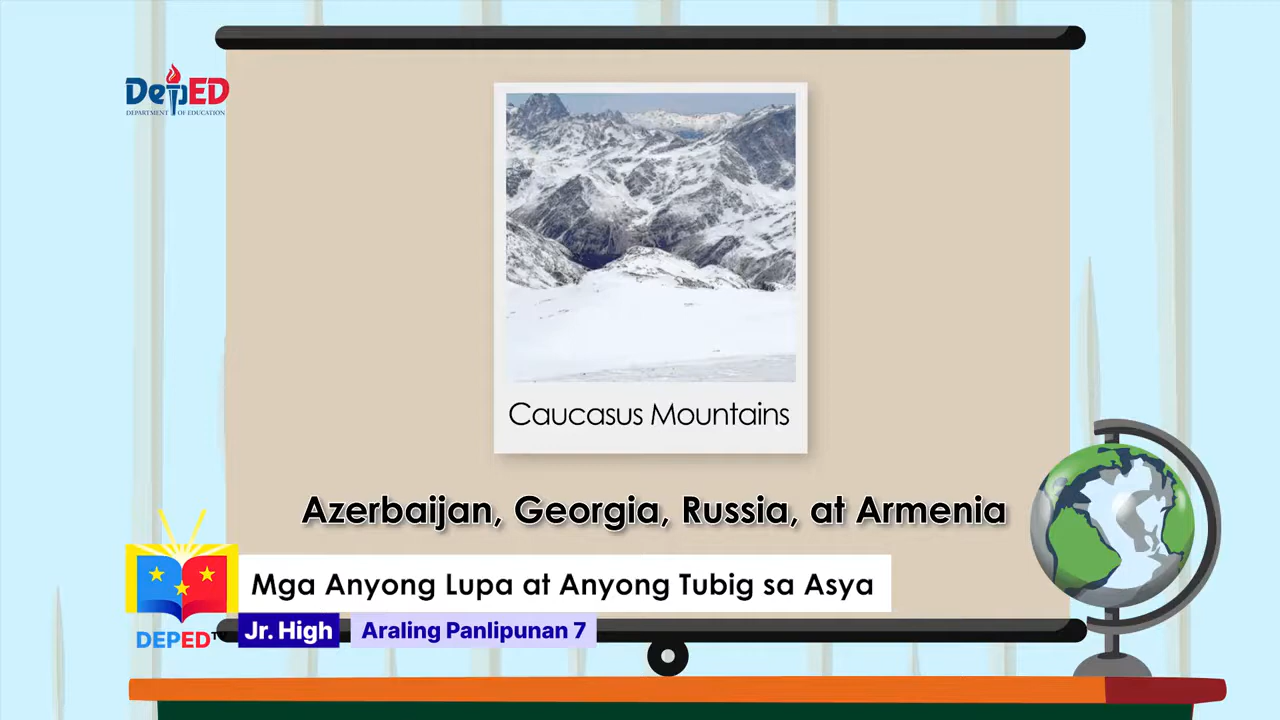 DepED
DEPARTMENT OF EDUCATION
Caucasus Mountains
Azerbaijan, Georgia, Russia, at Armenia
Mga Anyong Lupa at Anyong Tubig sa Asya
DEPED TV
Jr. High
Araling Panlipunan 7